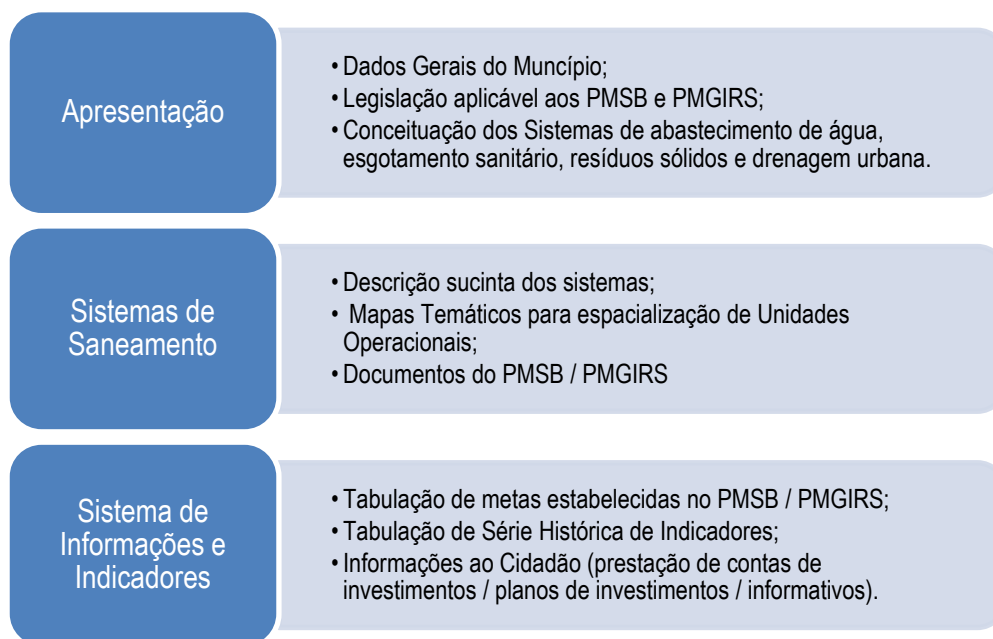 Apresentação
• Dados Gerais do Muncípio;
• Legislação aplicável aos PMSB e PMGIRS;
• Conceituação dos Sistemas de abastecimento de água,
esgotamento sanitário, resíduos sólidos e drenagem urbana.
Sistemas de
Saneamento
• Descrição sucinta dos sistemas;
• Mapas Temáticos para espacialização de Unidades
Operacionais;
• Documentos do PMSB / PMGIRS
Sistema de
Informações e
Indicadores
• Tabulação de metas estabelecidas no PMSB / PMGIRS;
• Tabulação de Série Histórica de Indicadores;
• Informações ao Cidadão (prestação de contas de
investimentos / planos de investimentos / informativos).